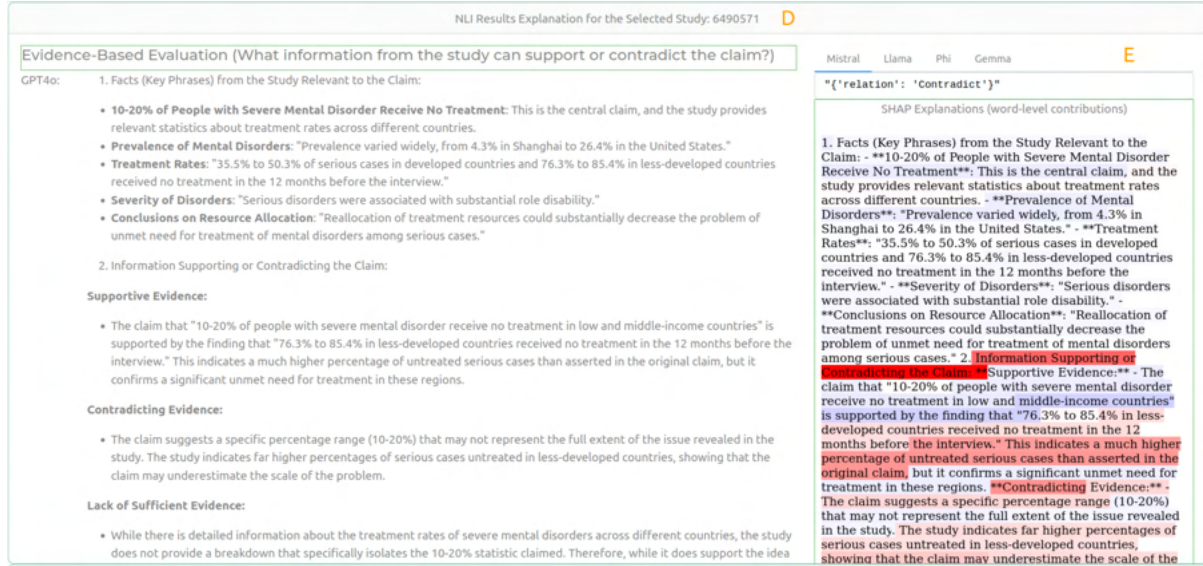 NLI Results Explanation for the Selected Study: 6490571 D
Evidence-Based Evaluation (What information from the study can support or contradict the claim?)
GPT4o: 1. Facts (Key Phrases) from the Study Relevant to the Claim:
• 10-20% of People with Severe Mental Disorder Receive No Treatment: This is the central claim, and the study provides
relevant statistics about treatment rates across different countries.
• Prevalence of Mental Disorders: "Prevalence varied widely, from 4.3% in Shanghai to 26.4% in the United States."
• Treatment Rates: "35.5% to 50.3% of serious cases in developed countries and 76.3% to 85.4% in less-developed countries
received no treatment in the 12 months before the interview."
• Severity of Disorders: "Serious disorders were associated with substantial role disability."
• Conclusions on Resource Allocation: "Reallocation of treatment resources could substantially decrease the problem of
unmet need for treatment of mental disorders among serious cases."
2. Information Supporting or Contradicting the Claim:
Supportive Evidence:
• The claim that "10-20% of people with severe mental disorder receive no treatment in low and middle-income countries" is
supported by the finding that "76.3% to 85.4% in less-developed countries received no treatment in the 12 months before the
interview." This indicates a much higher percentage of untreated serious cases than asserted in the original claim, but it
confirms a significant unmet need for treatment in these regions.
Contradicting Evidence:
• The claim suggests a specific percentage range (10-20%) that may not represent the full extent of the issue revealed in the
study. The study indicates far higher percentages of serious cases untreated in less-developed countries, showing that the
claim may underestimate the scale of the problem.
Lack of Sufficient Evidence:
• While there is detailed information about the treatment rates of severe mental disorders across different countries, the study
does not provide a breakdown that specifically isolates the 10-20% statistic claimed. Therefore, while it does support the idea
E
Mistral Llama Phi Gemma
"{'relation': 'Contradict'}"
SHAP Explanations (word-level contributions)
1. Facts (Key Phrases) from the Study Relevant to the
Claim: - **10-20% of People with Severe Mental Disorder
Receive No Treatment**: This is the central claim, and the
study provides relevant statistics about treatment rates
across different countries. - **Prevalence of Mental
Disorders**: "Prevalence varied widely, from 4.3% in
Shanghai to 26.4% in the United States." - **Treatment
Rates**: "35.5% to 50.3% of serious cases in developed
countries and 76.3% to 85.4% in less-developed countries
received no treatment in the 12 months before the
interview." - **Severity of Disorders**: "Serious disorders
were associated with substantial role disability." -
**Conclusions on Resource Allocation**: "Reallocation of
treatment resources could substantially decrease the
problem of unmet need for treatment of mental disorders
among serious cases." 2. Information Supporting or
Contradicting the Claim: **Supportive Evidence:** - The
claim that "10-20% of people with severe mental disorder
receive no treatment in low and middle-income countries"
is supported by the finding that "76.3% to 85.4% in less-
developed countries received no treatment in the 12
months before the interview." This indicates a much higher
percentage of untreated serious cases than asserted in the
original claim, but it confirms a significant unmet need for
treatment in these regions. **Contradicting Evidence:** -
The claim suggests a specific percentage range (10-20%)
that may not represent the full extent of the issue revealed
in the study. The study indicates far higher percentages of
serious cases untreated in less-developed countries,
showing that the claim may underestimate the scale of the